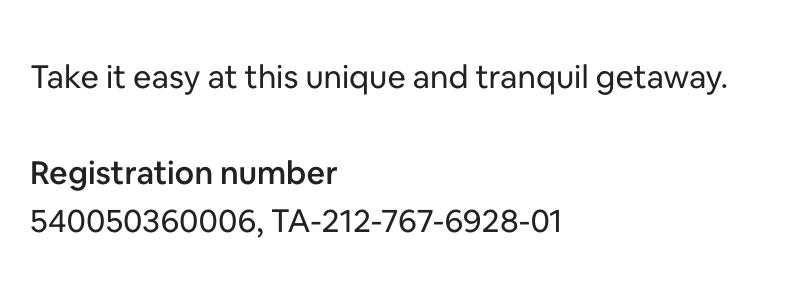 Take it easy at this unique and tranquil getaway.
Registration number
540050360006, TA-212-767-6928-01